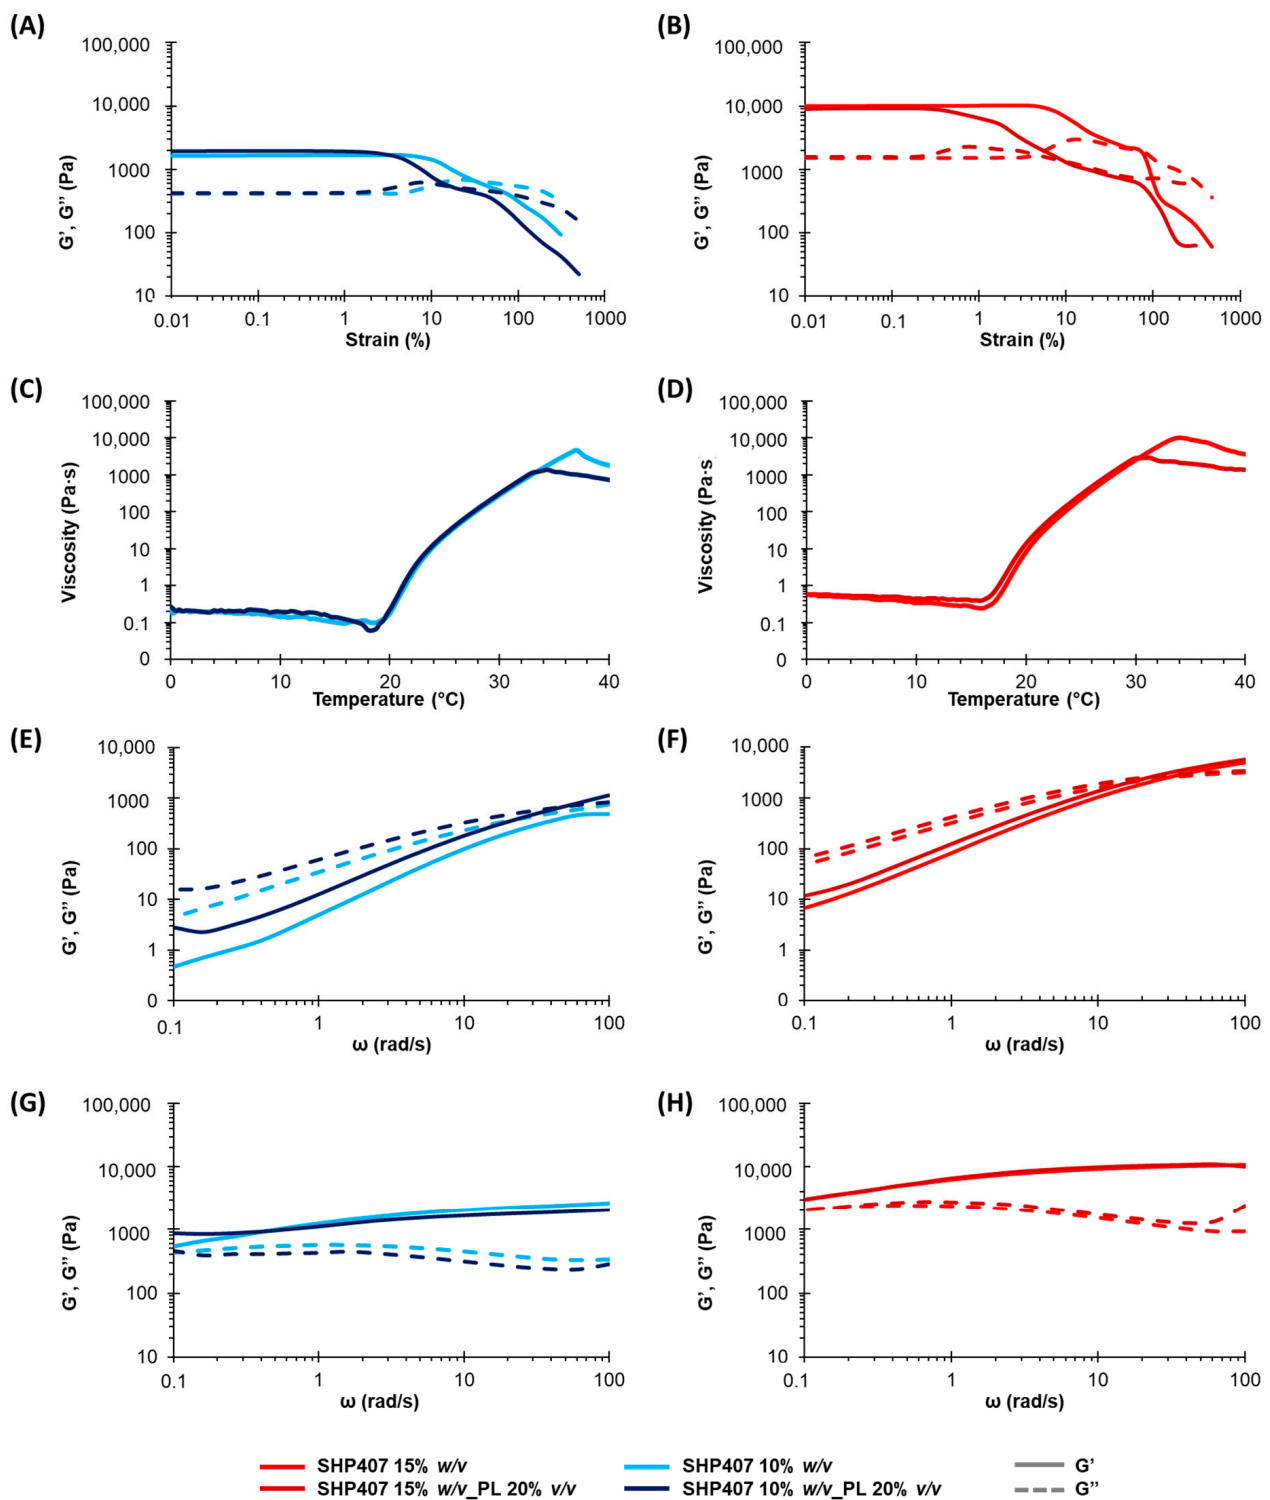 (A)
100,000
10,000
1000
100
10
G’, G’’ (Pa)
0.01 0.1 1 10 100 1000
Strain (%)
(B)
100,000
10,000
1000
100
10
G’, G’’ (Pa)
0.01 0.1 1 10 100 1000
Strain (%)
(C)
100,000
10,000
1000
100
10
1
0.1
0
Viscosity (Pa·s)
0 10 20 30 40
Temperature (°C)
(D)
100,000
10,000
1000
100
10
1
0.1
0
Viscosity (Pa·s)
0 10 20 30 40
Temperature (°C)
(E)
10,000
1000
100
10
1
0
G’, G’’ (Pa)
0.1 1 10 100
ω (rad/s)
(F)
10,000
1000
100
10
1
0
G’, G’’ (Pa)
0.1 1 10 100
ω (rad/s)
(G)
100,000
10,000
1000
100
10
G’, G’’ (Pa)
0.1 1 10 100
ω (rad/s)
(H)
100,000
10,000
1000
100
10
G’, G’’ (Pa)
0.1 1 10 100
ω (rad/s)
SHP407 15% w/v
SHP407 15% w/v_PL 20% v/v
SHP407 10% w/v
SHP407 10% w/v_PL 20% v/v
G’
G’’